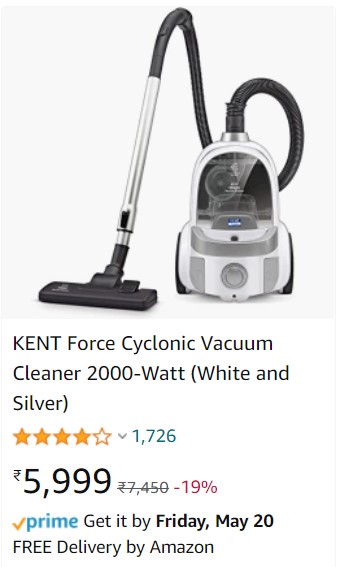 KENT Force Cyclonic Vacuum
Cleaner 2000-Watt (White and
Silver)
1,726
₹5,999 ₹7,450 -19%
prime Get it by Friday, May 20
FREE Delivery by Amazon